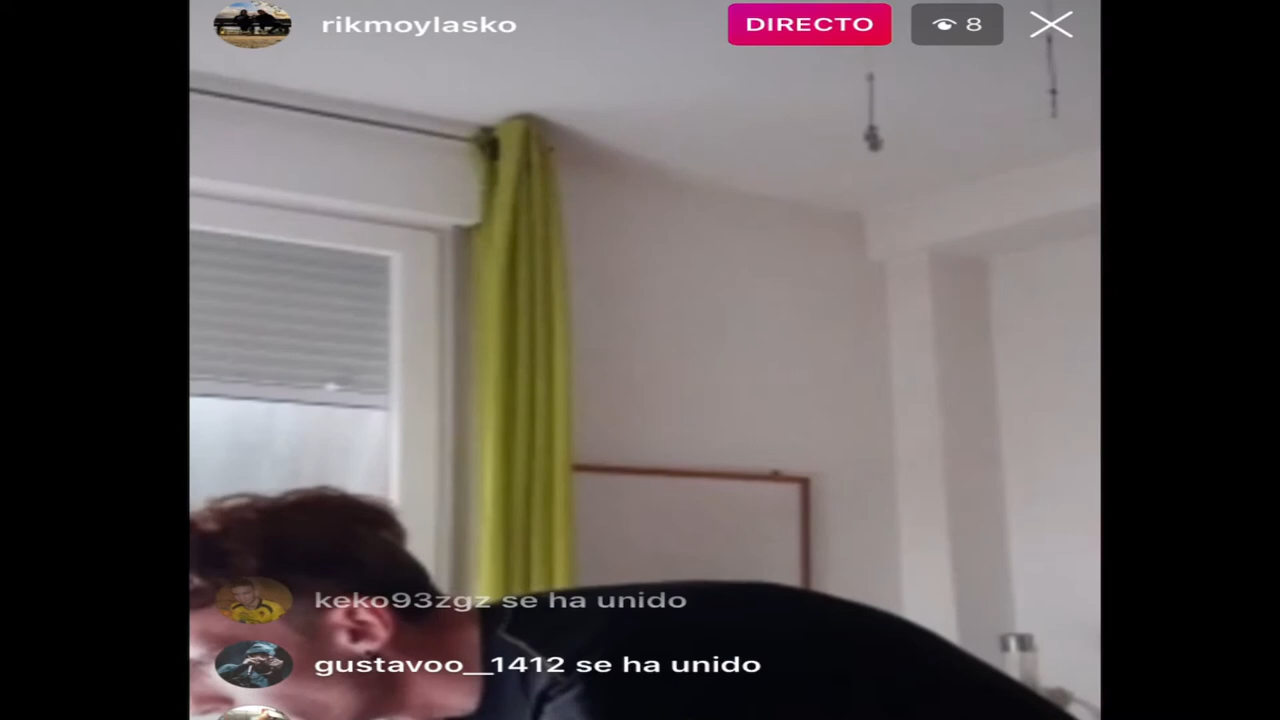 rikmoylasko
DIRECTO
8
keko93zgz se ha unido
gustavoo__1412 se ha unido